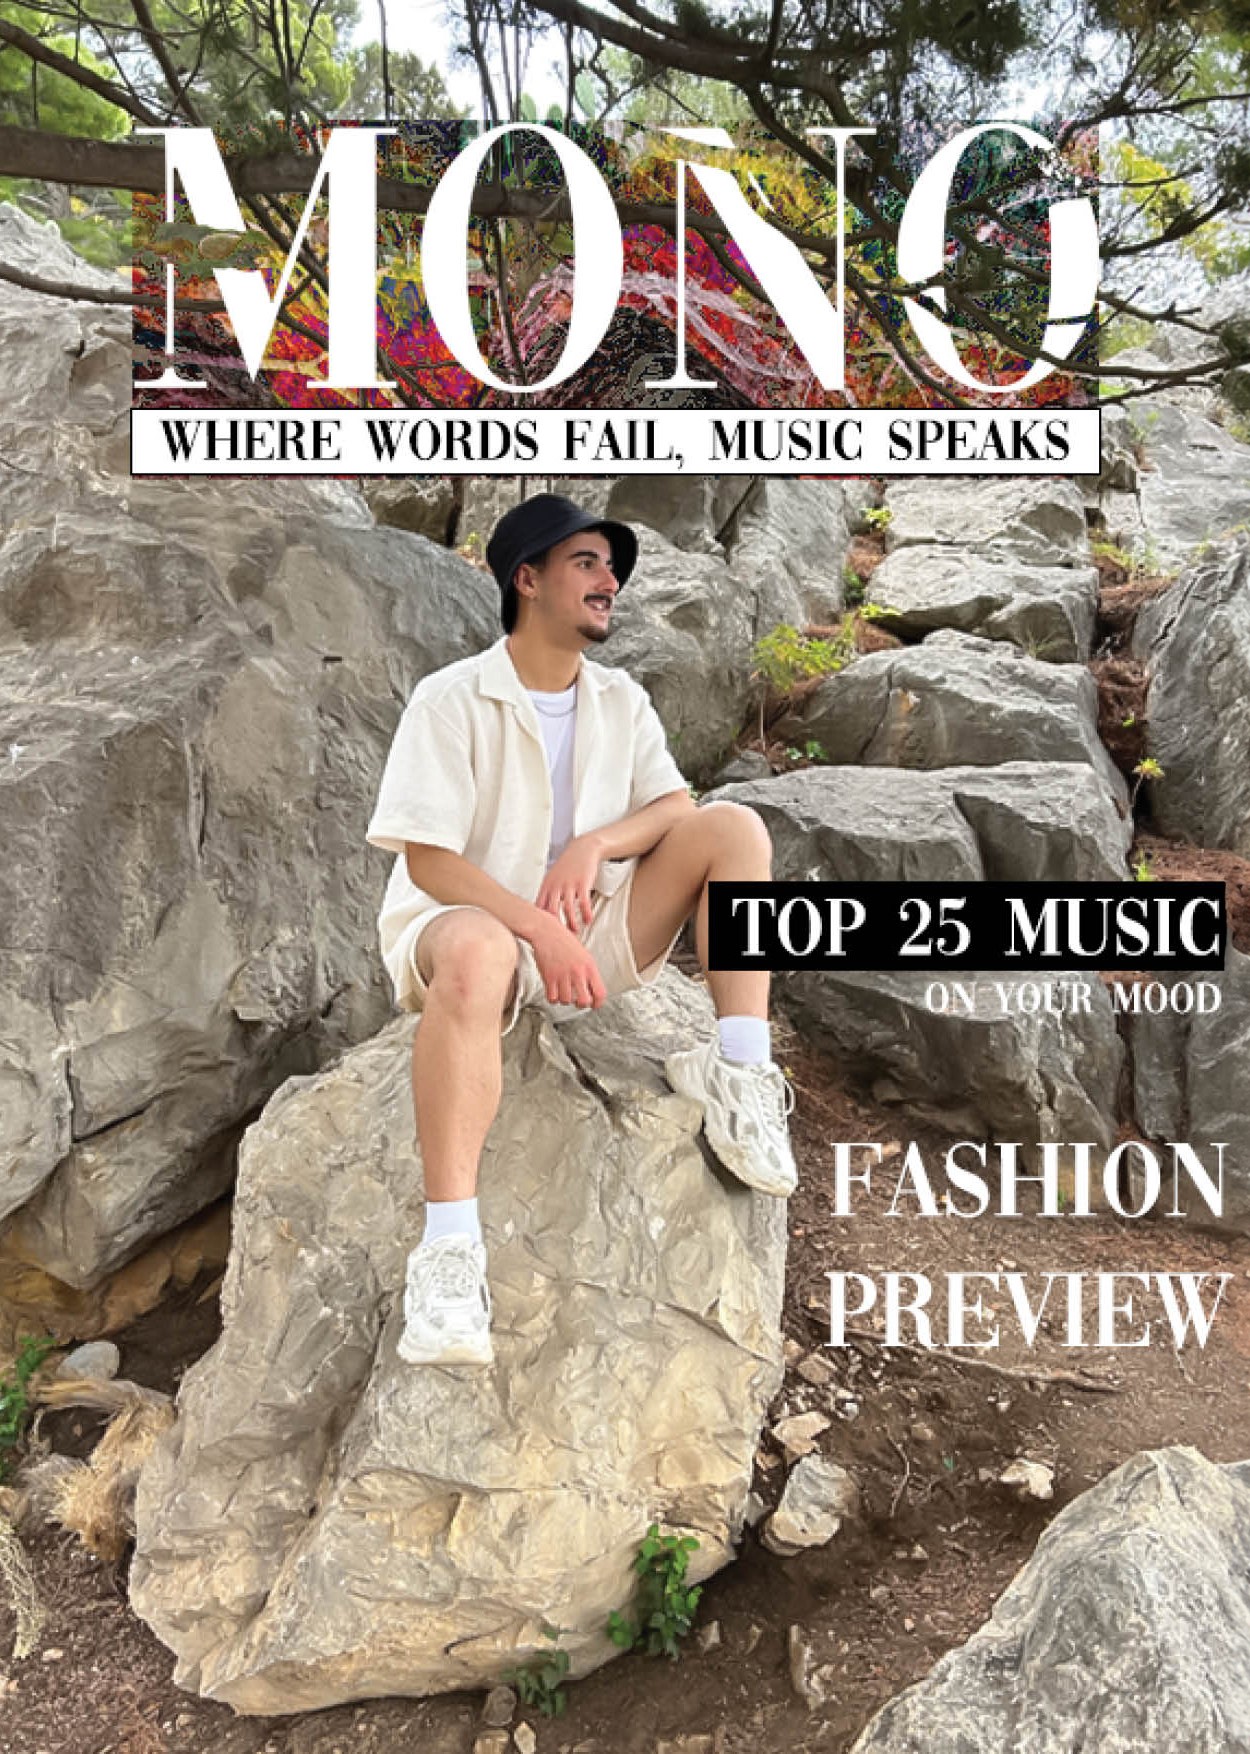 MONO
WHERE WORDS FAIL, MUSIC SPEAKS
TOP 25 MUSIC
ON YOUR MOOD
FASHION
PREVIEW